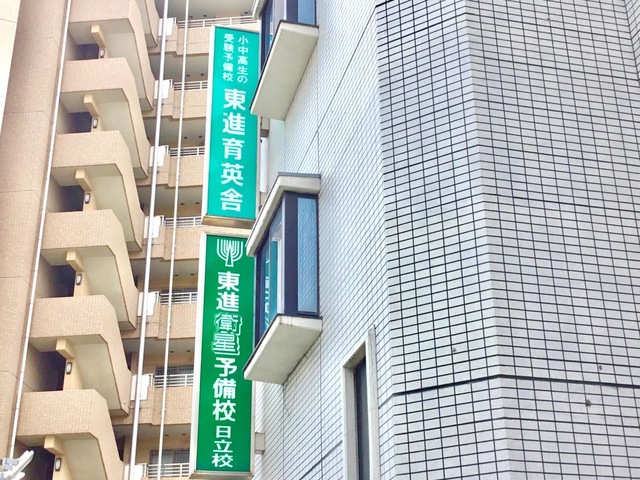 小中高生の
受験予備校
東進育英舎
東進衛星予備校日立校